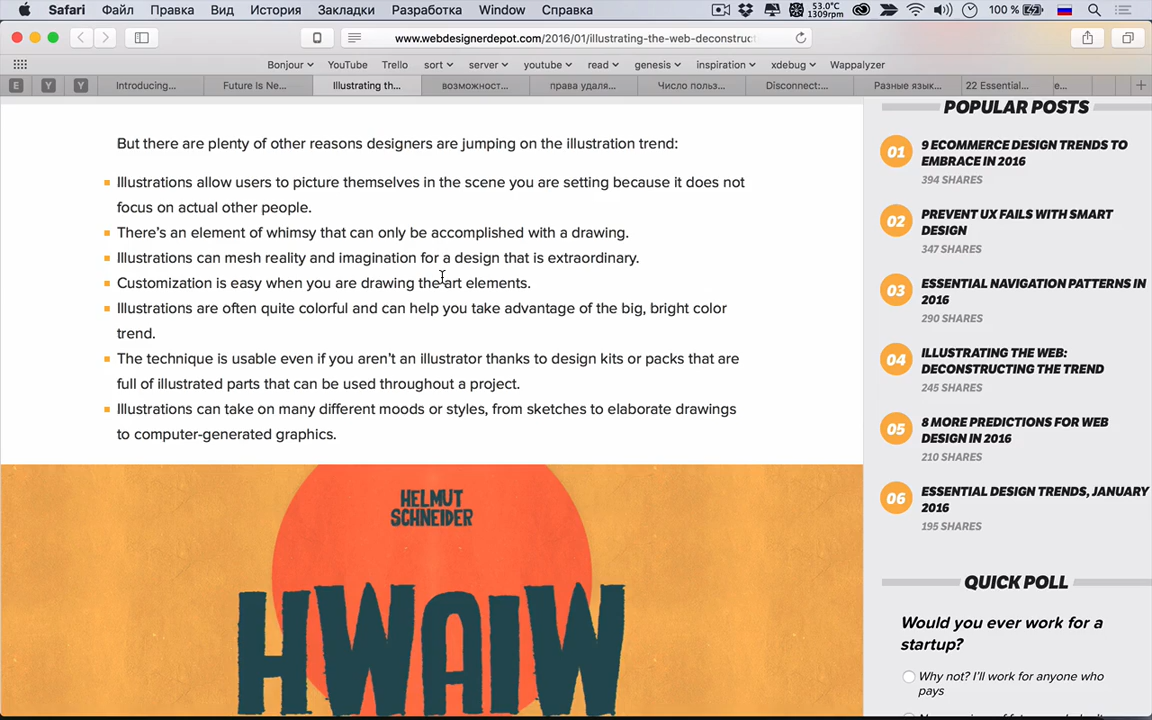 Safari Файл Правка Вид История Закладки Разработка Window Справка 53.0°C 1309rpm 100 %
www.webdesignerdepot.com/2016/01/illustrating-the-web-deconstruct
Bonjour YouTube Trello sort server youtube read genesis inspiration xdebug Wappalyzer
E Y Y Introducing... Future Is Ne... Illustrating th... возможност... права удаля... Число польз... Disconnect:... Разные язык... 22 Essential... e...
But there are plenty of other reasons designers are jumping on the illustration trend:
Illustrations allow users to picture themselves in the scene you are setting because it does not
focus on actual other people.
There’s an element of whimsy that can only be accomplished with a drawing.
Illustrations can mesh reality and imagination for a design that is extraordinary.
Customization is easy when you are drawing the art elements.
Illustrations are often quite colorful and can help you take advantage of the big, bright color
trend.
The technique is usable even if you aren’t an illustrator thanks to design kits or packs that are
full of illustrated parts that can be used throughout a project.
Illustrations can take on many different moods or styles, from sketches to elaborate drawings
to computer-generated graphics.
HELMUT
SCHNEIDER
HWAIW
POPULAR POSTS
01 9 ECOMMERCE DESIGN TRENDS TO
EMBRACE IN 2016
394 SHARES
02 PREVENT UX FAILS WITH SMART
DESIGN
347 SHARES
03 ESSENTIAL NAVIGATION PATTERNS IN
2016
290 SHARES
04 ILLUSTRATING THE WEB:
DECONSTRUCTING THE TREND
245 SHARES
05 8 MORE PREDICTIONS FOR WEB
DESIGN IN 2016
210 SHARES
06 ESSENTIAL DESIGN TRENDS, JANUARY
2016
195 SHARES
QUICK POLL
Would you ever work for a
startup?
Why not? I’ll work for anyone who
pays